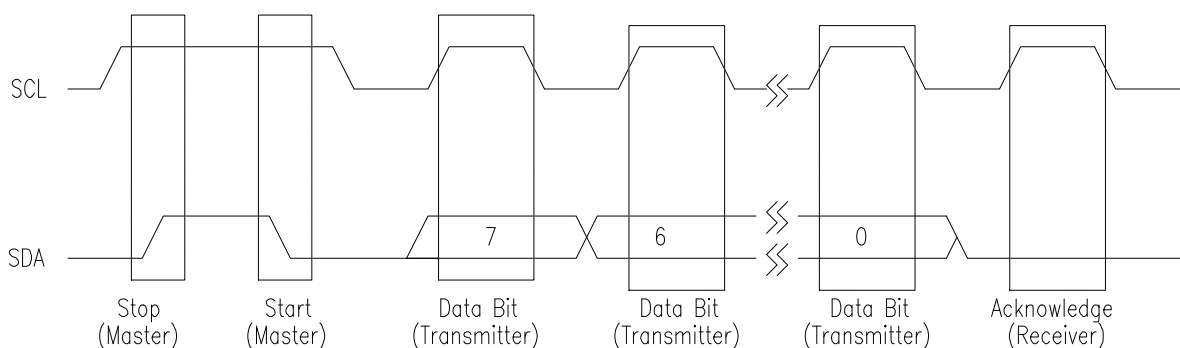 SCL
7
6
0
SDA
Stop
(Master)
Start
(Master)
Data Bit
(Transmitter)
Data Bit
(Transmitter)
Data Bit
(Transmitter)
Acknowledge
(Receiver)